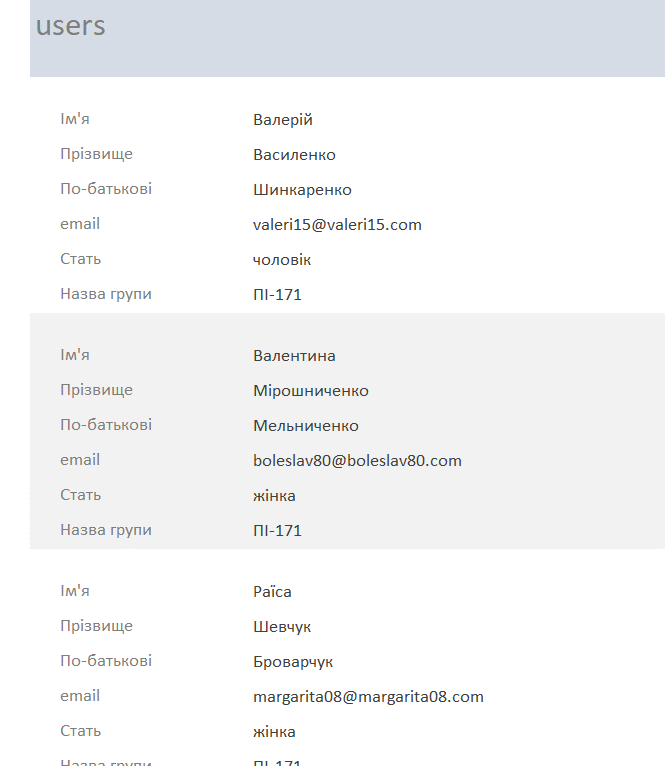 users
Ім'я Валерій
Прізвище Василенко
По-батькові Шинкаренко
email valeri15@valeri15.com
Стать чоловік
Назва групи ПІ-171
Ім'я Валентина
Прізвище Мірошниченко
По-батькові Мельниченко
email boleslav80@boleslav80.com
Стать жінка
Назва групи ПІ-171
Ім'я Раїса
Прізвище Шевчук
По-батькові Броварчук
email margarita08@margarita08.com
Стать жінка
Назва групи ПІ-171